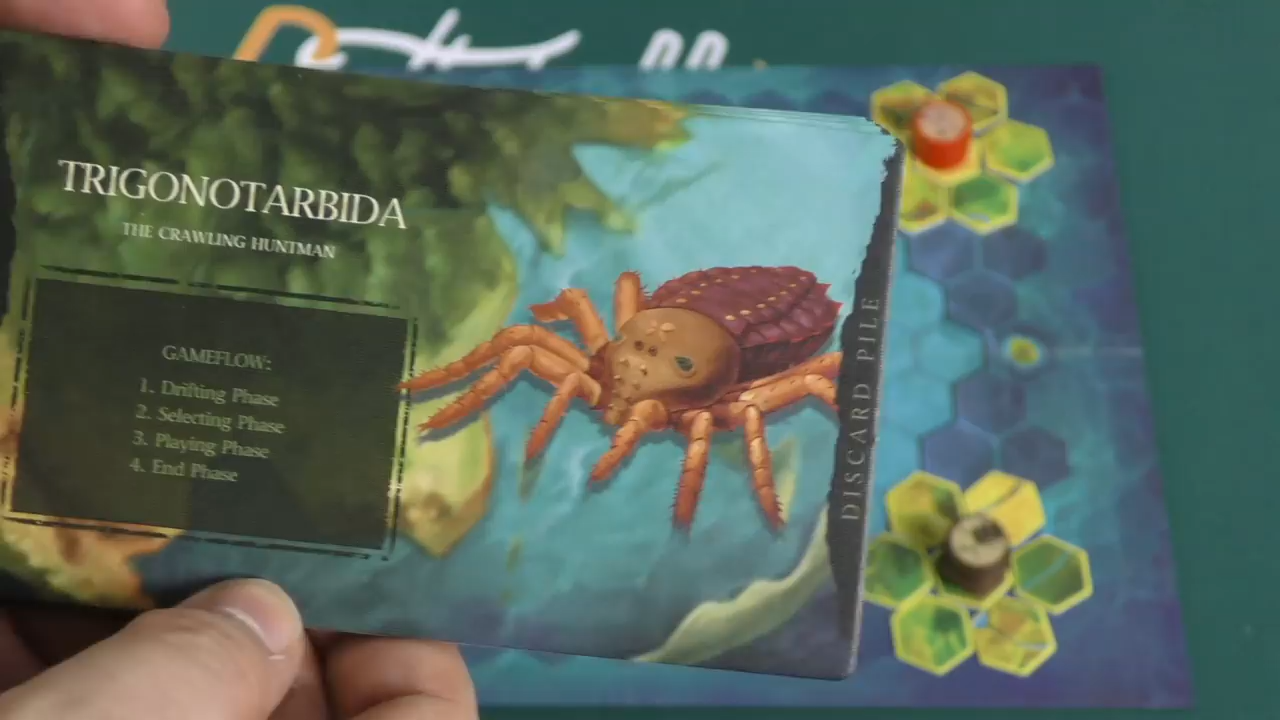 TRIGONOTARBIDA
THE CRAWLING HUNTMAN
GAMEFLOW:
1. Drifting Phase
2. Selecting Phase
3. Playing Phase
4. End Phase
DISCARD PILE